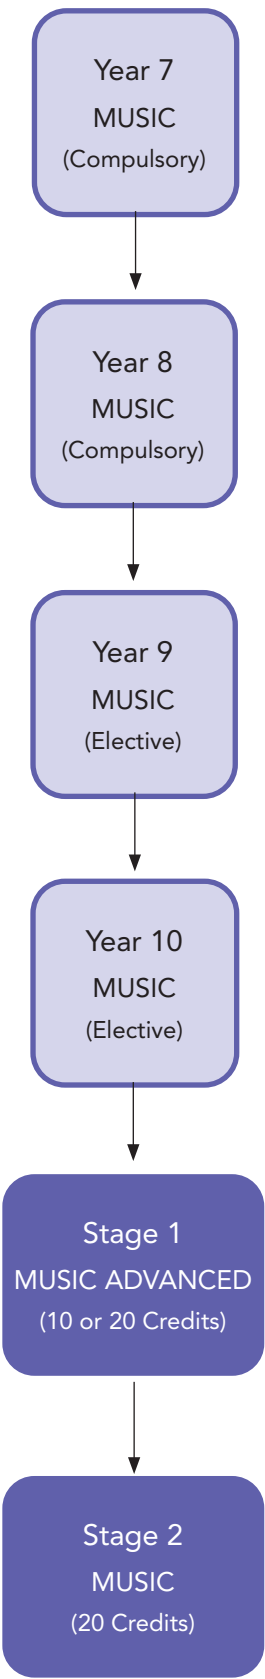 Year 7
MUSIC
(Compulsory)
Year 8
MUSIC
(Compulsory)
Year 9
MUSIC
(Elective)
Year 10
MUSIC
(Elective)
Stage 1
MUSIC ADVANCED
(10 or 20 Credits)
Stage 2
MUSIC
(20 Credits)